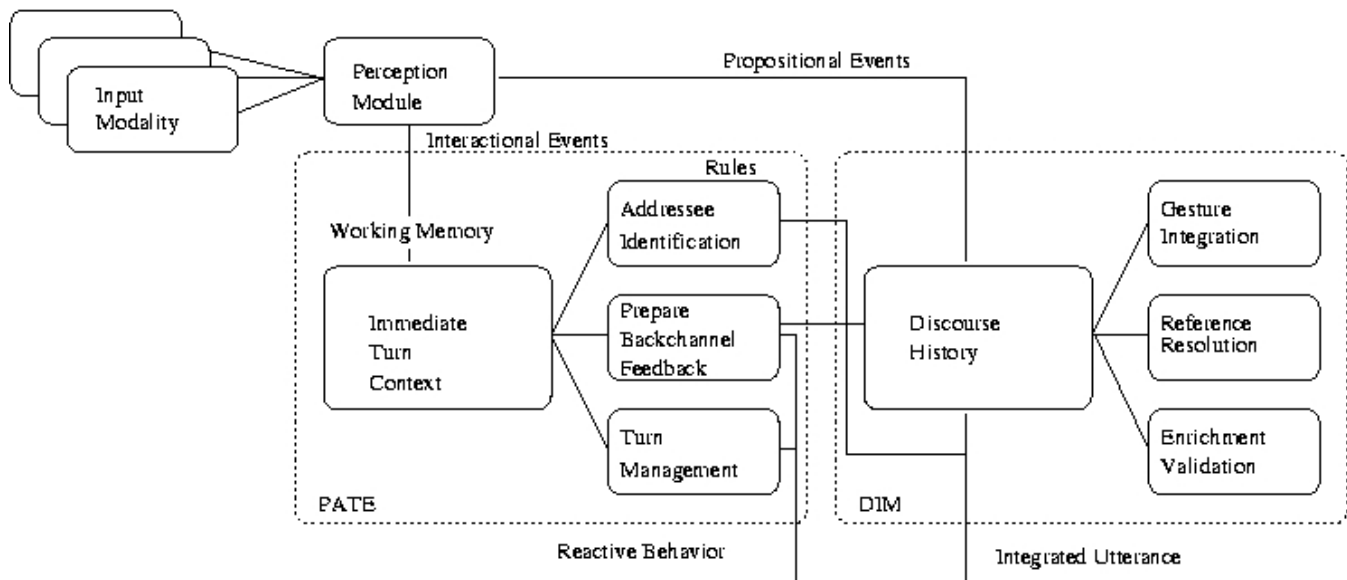 Propositional Events
Perception
Module
Input
Modality
Interactional Events
Rules
Working Memory
Addressee
Identification
Gesture
Integration
Immediate
Turn
Context
Prepare
Backchannel
Feedback
Discourse
History
Reference
Resolution
Turn
Management
Enrichment
Validation
PATE
DIM
Reactive Behavior
Integrated Utterance